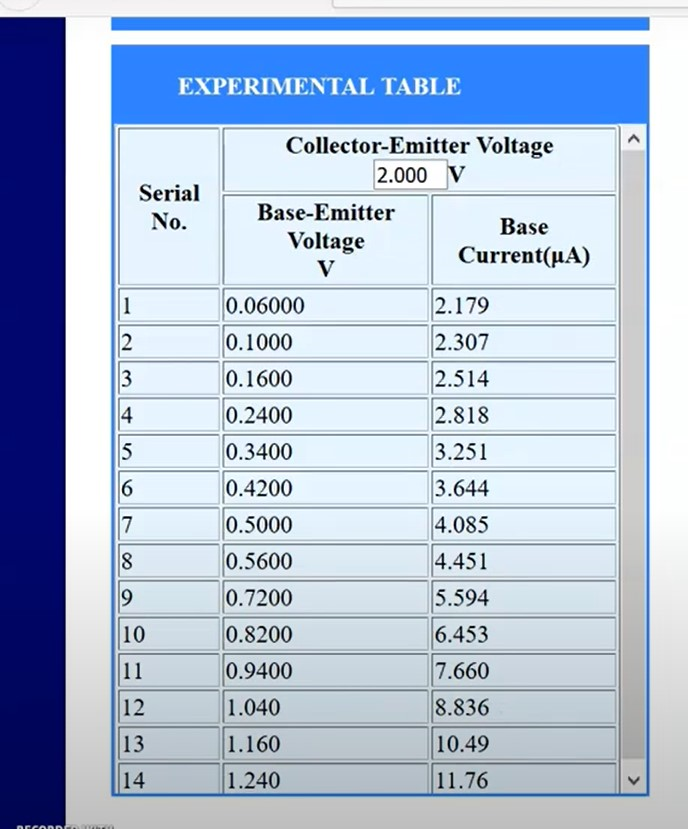 EXPERIMENTAL TABLE
Serial No.
Collector-Emitter Voltage
2.000 V
Base-Emitter Voltage V
Base Current(μA)
1 0.06000 2.179
2 0.1000 2.307
3 0.1600 2.514
4 0.2400 2.818
5 0.3400 3.251
6 0.4200 3.644
7 0.5000 4.085
8 0.5600 4.451
9 0.7200 5.594
10 0.8200 6.453
11 0.9400 7.660
12 1.040 8.836
13 1.160 10.49
14 1.240 11.76
RECORDED WITH